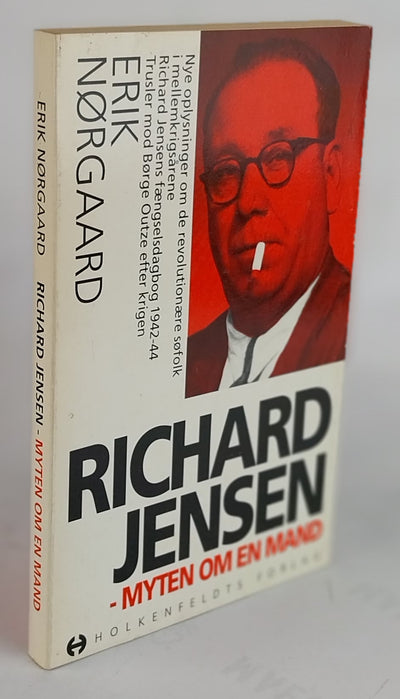 ERIK NØRGAARD RICHARD JENSEN - MYTEN OM EN MAND
ERIK
NØRGAARD
Nye oplysninger om de revolutionære søfolk
i mellemkrigsårene
Richard Jensens fængselsdagbog 1942-44
Trusler mod Børge Outze efter krigen
RICHARD
JENSEN
- MYTEN OM EN MAND
HOLKENFELDTS FORLAG